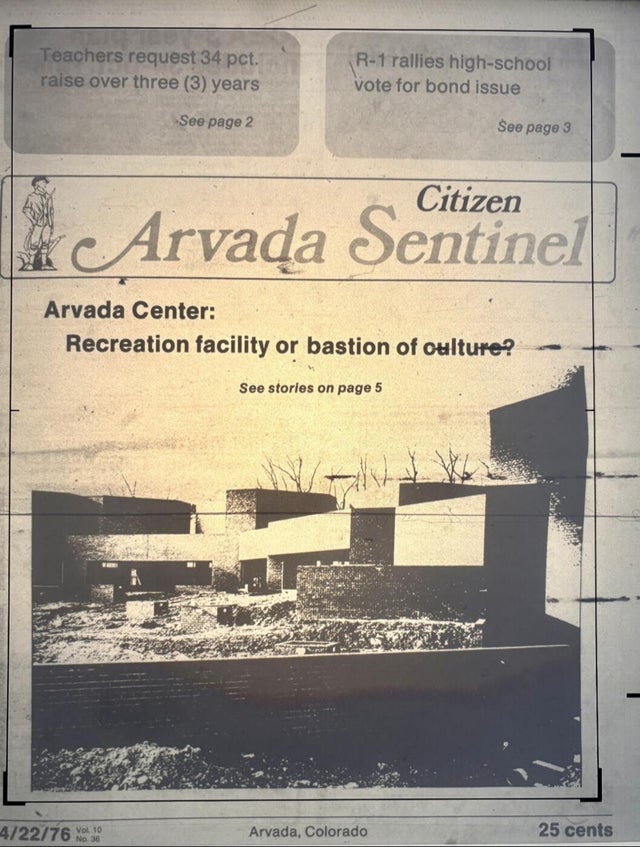 Teachers request 34 pct.
raise over three (3) years
See page 2
R-1 rallies high-school
vote for bond issue
See page 3
Citizen
Arvada Sentinel
Arvada Center:
Recreation facility or bastion of culture?
See stories on page 5
4/22/76 Vol. 10
No. 36
Arvada, Colorado
25 cents